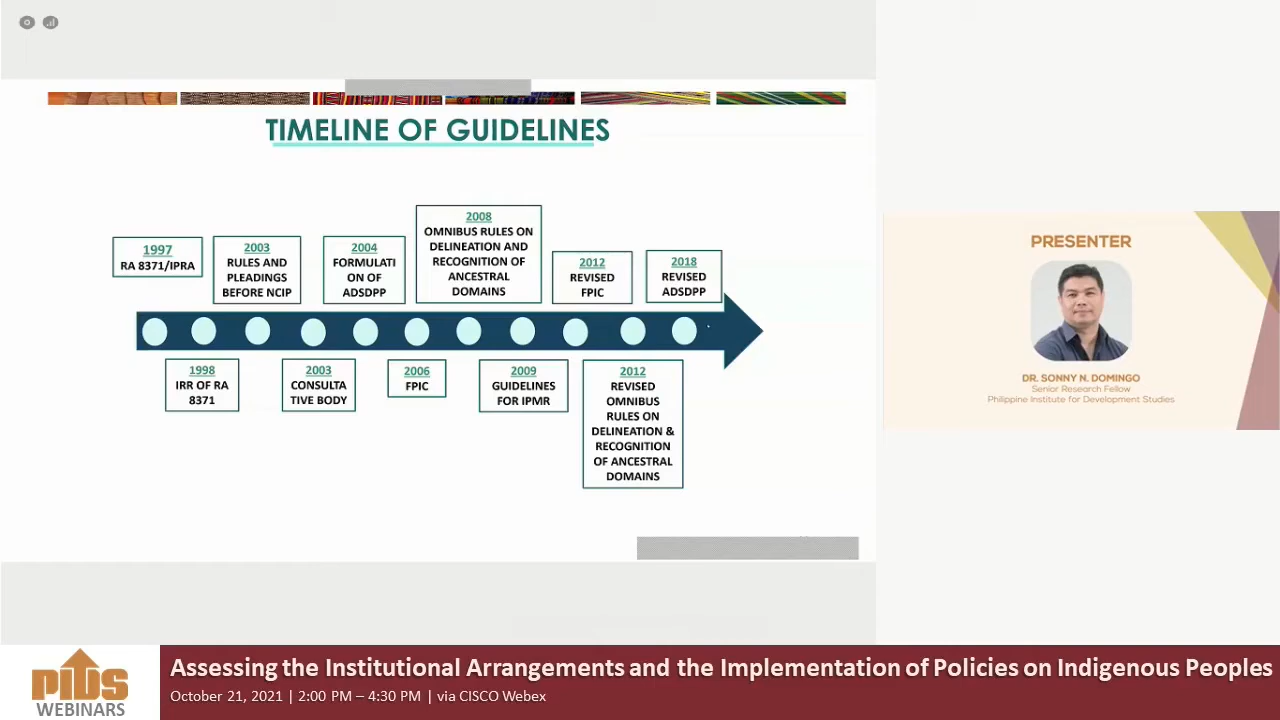 TIMELINE OF GUIDELINES
1997
RA 8371/IPRA
2003
RULES AND
PLEADINGS
BEFORE NCIP
2004
FORMULATI
ON OF
ADSDPP
2008
OMNIBUS RULES ON
DELINEATION AND
RECOGNITION OF
ANCESTRAL
DOMAINS
2012
REVISED
FPIC
2018
REVISED
ADSDPP
1998
IRR OF RA
8371
2003
CONSULTA
TIVE BODY
2006
FPIC
2009
GUIDELINES
FOR IPMR
2012
REVISED
OMNIBUS
RULES ON
DELINEATION &
RECOGNITION
OF ANCESTRAL
DOMAINS
PRESENTER
DR. SONNY N. DOMINGO
Senior Research Fellow
Philippine Institute for Development Studies
PIDS
WEBINARS
Assessing the Institutional Arrangements and the Implementation of Policies on Indigenous Peoples
October 21, 2021 | 2:00 PM – 4:30 PM | via CISCO Webex